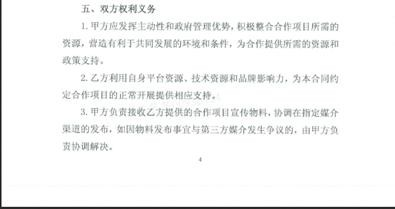 五、双方权利义务
1.甲方应发挥主动性和政府管理优势，积极整合合作项目所需的
资源，营造有利于共同发展的环境和条件，为合作提供所需的资源和
政策支持。
2.乙方利用自身平台资源、技术资源和品牌影响力，为本合同约
定合作项目的正常开展提供相应支持。
3.甲方负责接收乙方提供的合作项目宣传物料，协调在指定媒介
渠道的发布，如因物料发布事宜与第三方媒介发生争议的，由甲方负
责协调解决。
4